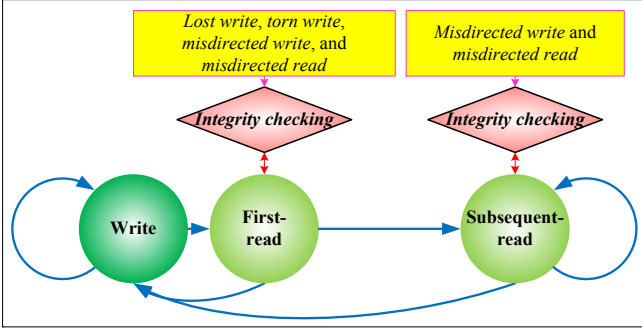 Lost write, torn write,
misdirected write, and
misdirected read
Misdirected write and
misdirected read
Integrity checking
Integrity checking
Write
First-
read
Subsequent-
read